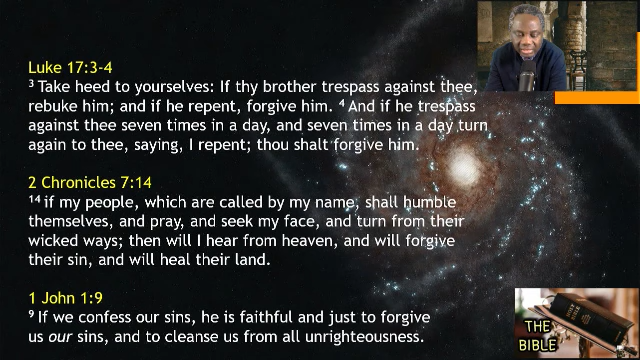 Luke 17:3-4
3 Take heed to yourselves: If thy brother trespass against thee,
rebuke him; and if he repent, forgive him. 4 And if he trespass
against thee seven times in a day, and seven times in a day turn
again to thee, saying, I repent; thou shalt forgive him.
2 Chronicles 7:14
14 if my people, which are called by my name, shall humble
themselves, and pray, and seek my face, and turn from their
wicked ways; then will I hear from heaven, and will forgive
their sin, and will heal their land.
1 John 1:9
9 If we confess our sins, he is faithful and just to forgive
us our sins, and to cleanse us from all unrighteousness.
HOLY BIBLE
THE
BIBLE